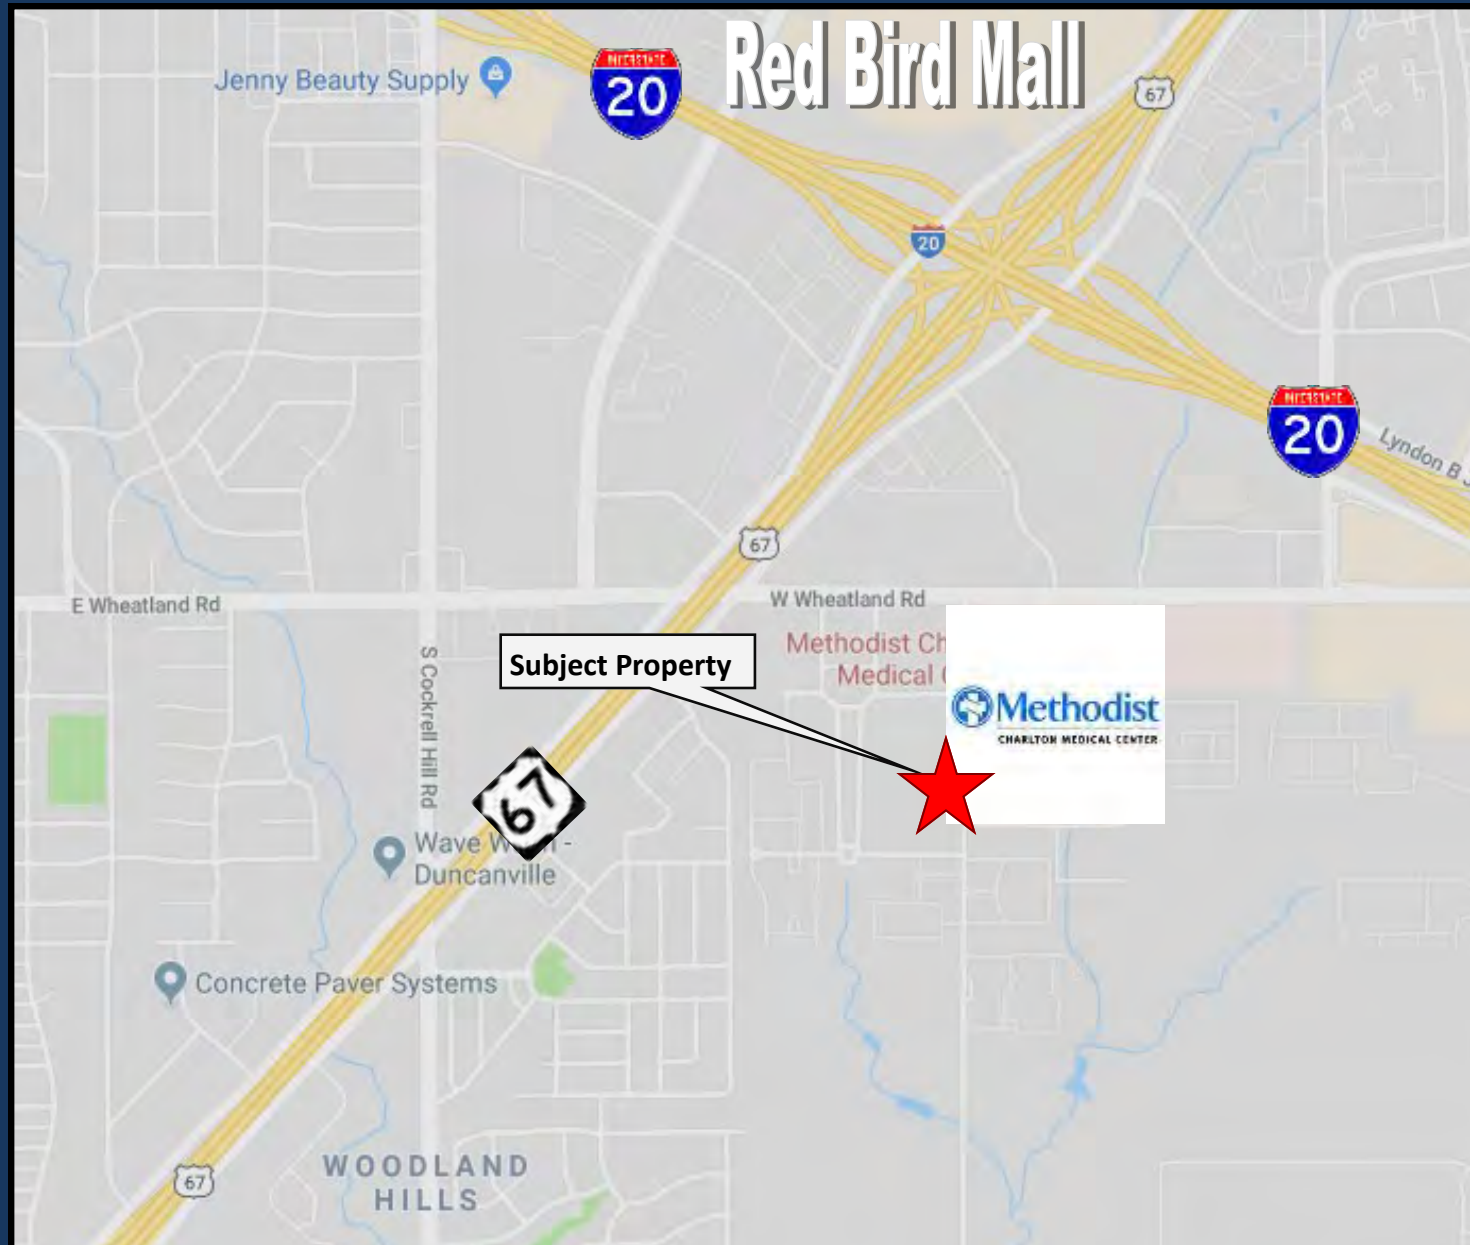 Red Bird Mall
INTERSTATE
20
Jenny Beauty Supply
67
20
INTERSTATE
20
Lyndon B
67
E Wheatland Rd
W Wheatland Rd
Subject Property
Methodist Ch
Medical
S Cockrell Hill Rd
Methodist
CHARLTON MEDICAL CENTER
67
Wave W
Duncanville
Concrete Paver Systems
WOODLAND
HILLS
67